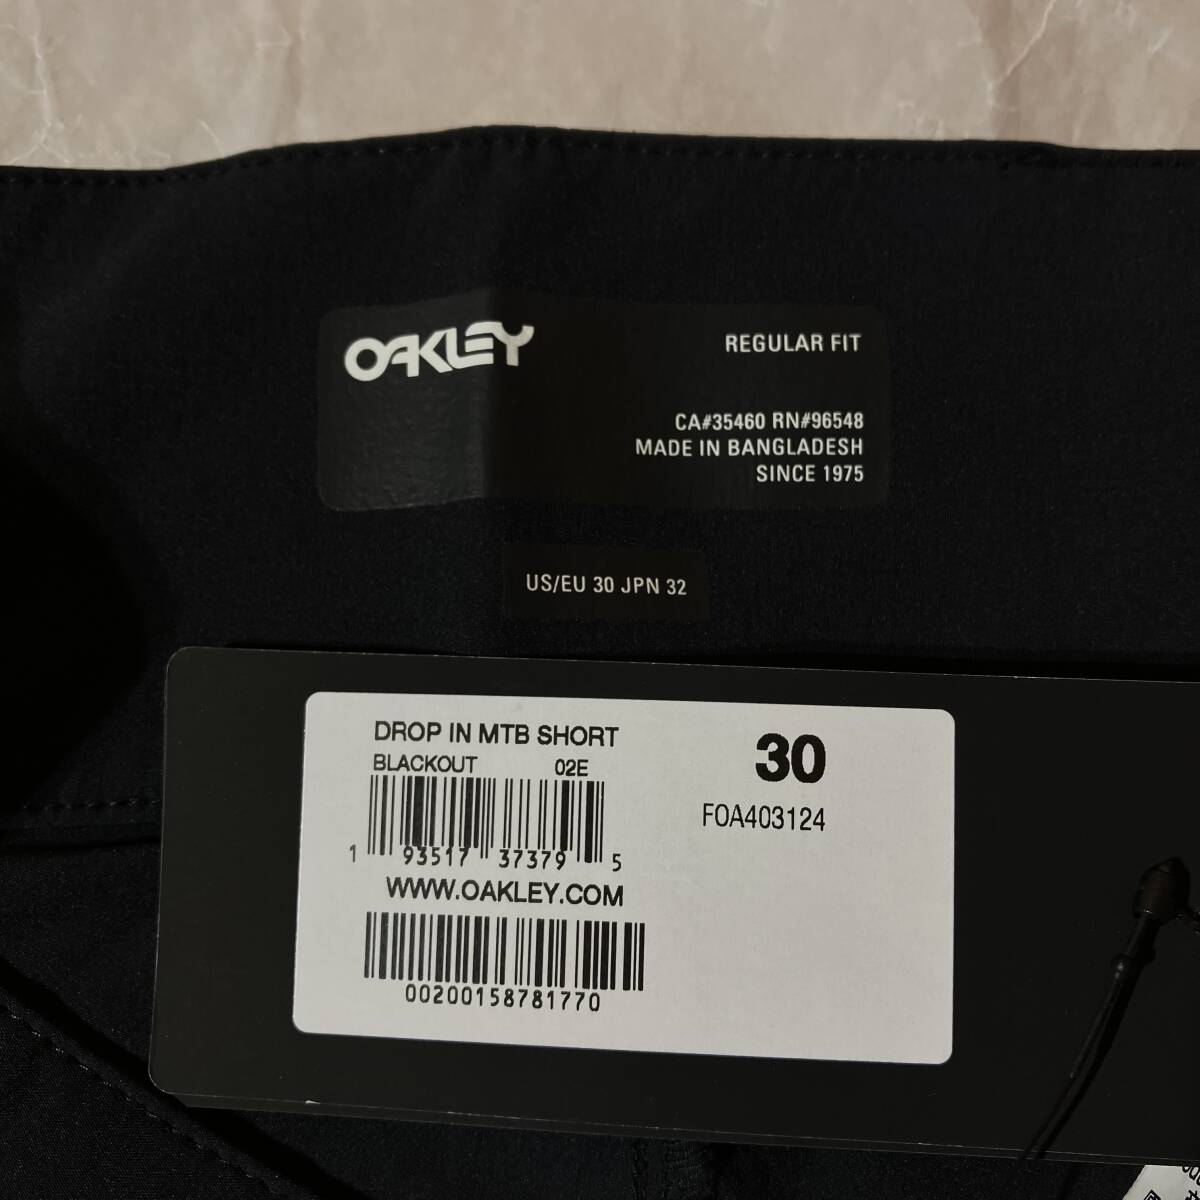 OAKLEY
REGULAR FIT
CA#35460 RN#96548
MADE IN BANGLADESH
SINCE 1975
US/EU 30 JPN 32
DROP IN MTB SHORT
30
BLACKOUT 02E
FOA403124
1 93517 37379 5
WWW.OAKLEY.COM
00200158781770